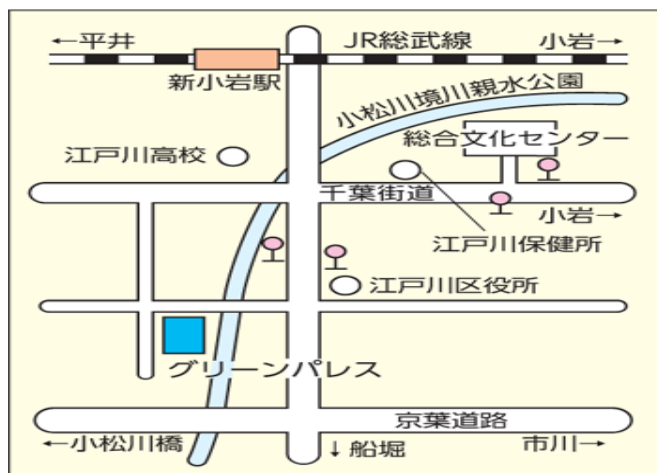 ←平井
JR総武線
小岩→
新小岩駅
小松川境川親水公園
総合文化センター
江戸川高校
千葉街道
小岩→
江戸川保健所
江戸川区役所
グリーンパレス
京葉道路
←小松川橋
↓船堀
市川→